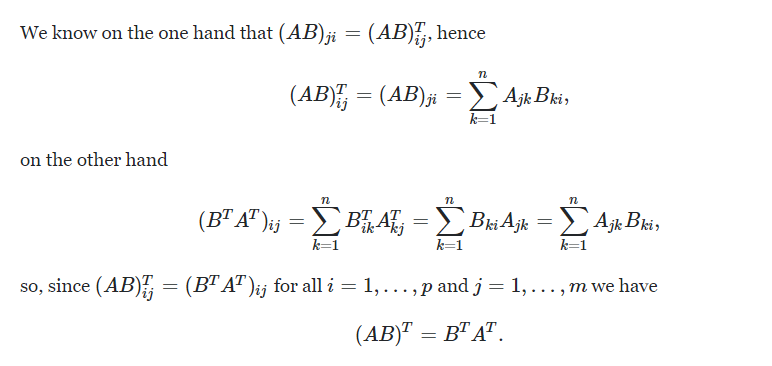 We know on the one hand that $(AB)_{ji} = (AB)^T_{ij}$, hence
$(AB)^T_{ij} = (AB)_{ji} = \sum_{k=1}^{n} A_{jk} B_{ki},$
on the other hand
$(B^T A^T)_{ij} = \sum_{k=1}^{n} B^T_{ik} A^T_{kj} = \sum_{k=1}^{n} B_{ki} A_{jk} = \sum_{k=1}^{n} A_{jk} B_{ki},$
so, since $(AB)^T_{ij} = (B^T A^T)_{ij}$ for all $i = 1, \ldots, p$ and $j = 1, \ldots, m$ we have
$(AB)^T = B^T A^T.$